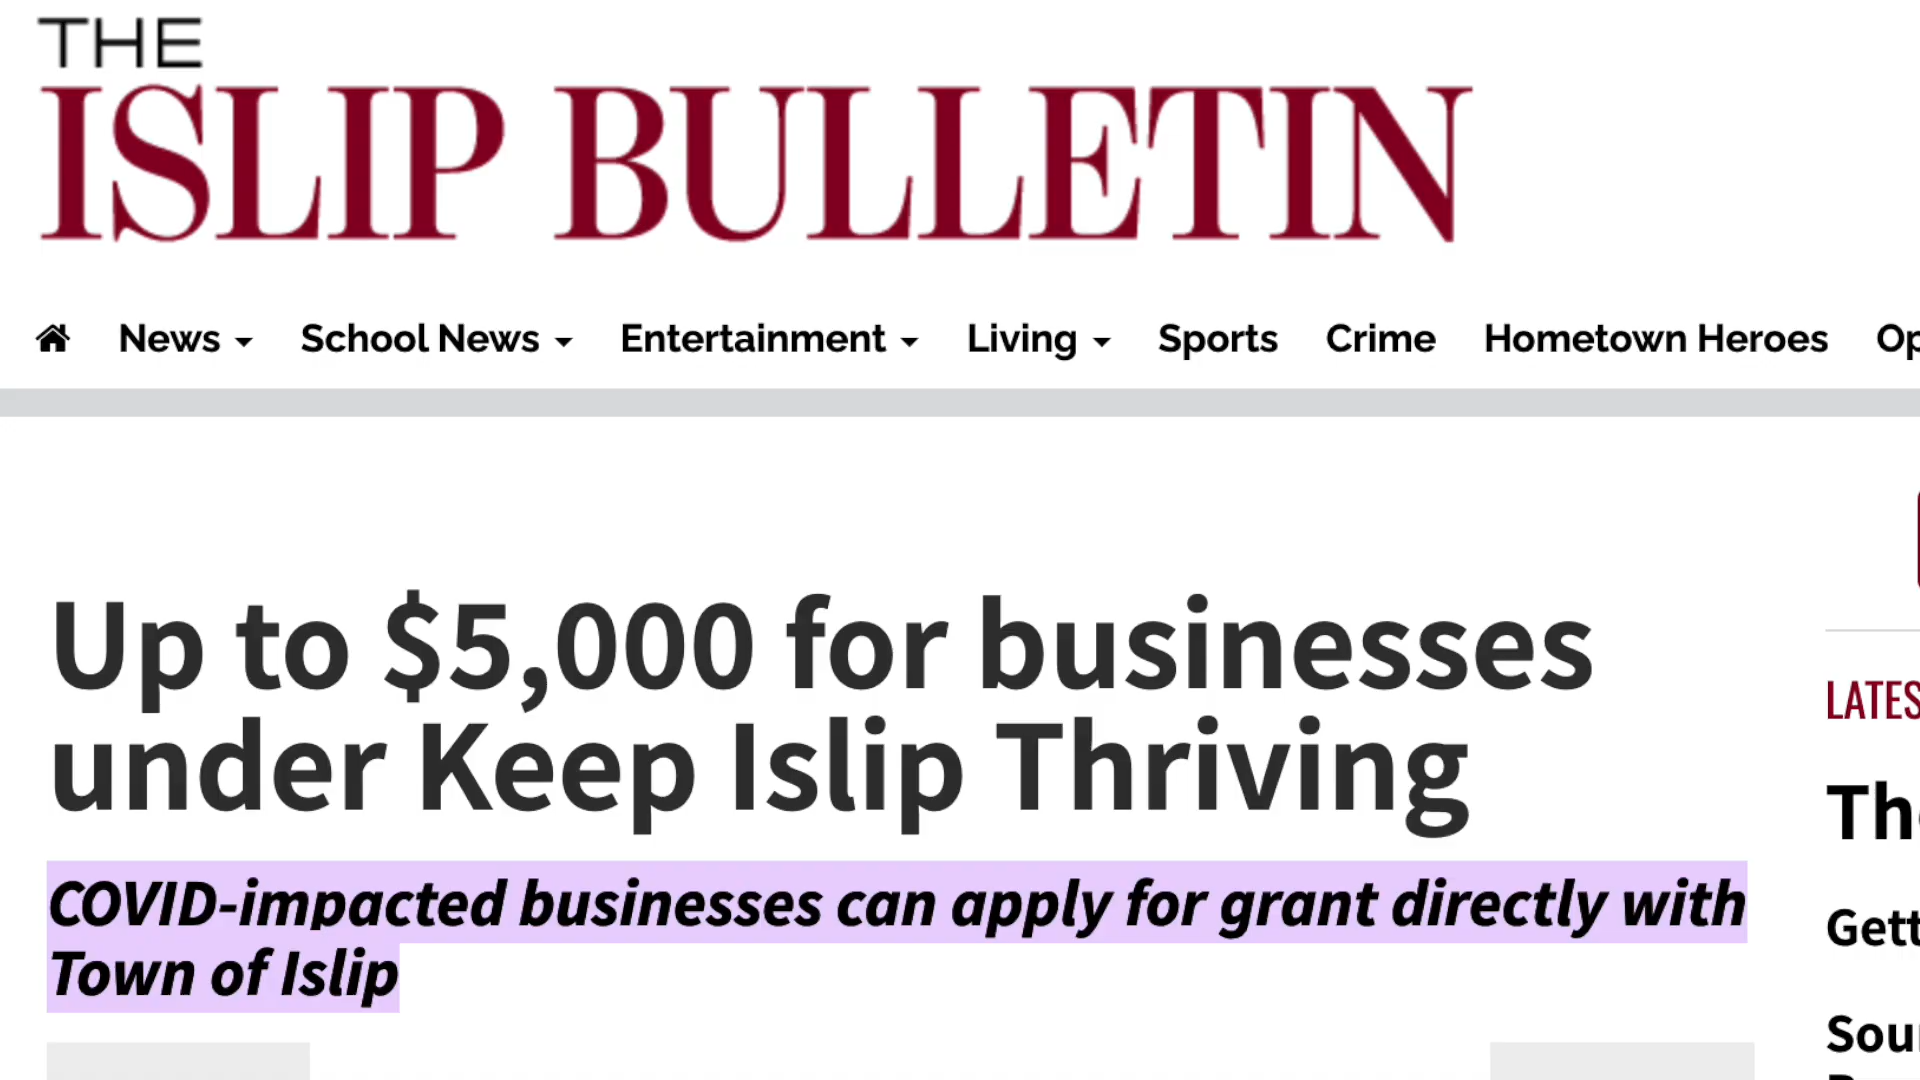 THE
ISLIP BULLETIN
News School News Entertainment Living Sports Crime Hometown Heroes
Up to $5,000 for businesses
under Keep Islip Thriving
COVID-impacted businesses can apply for grant directly with
Town of Islip